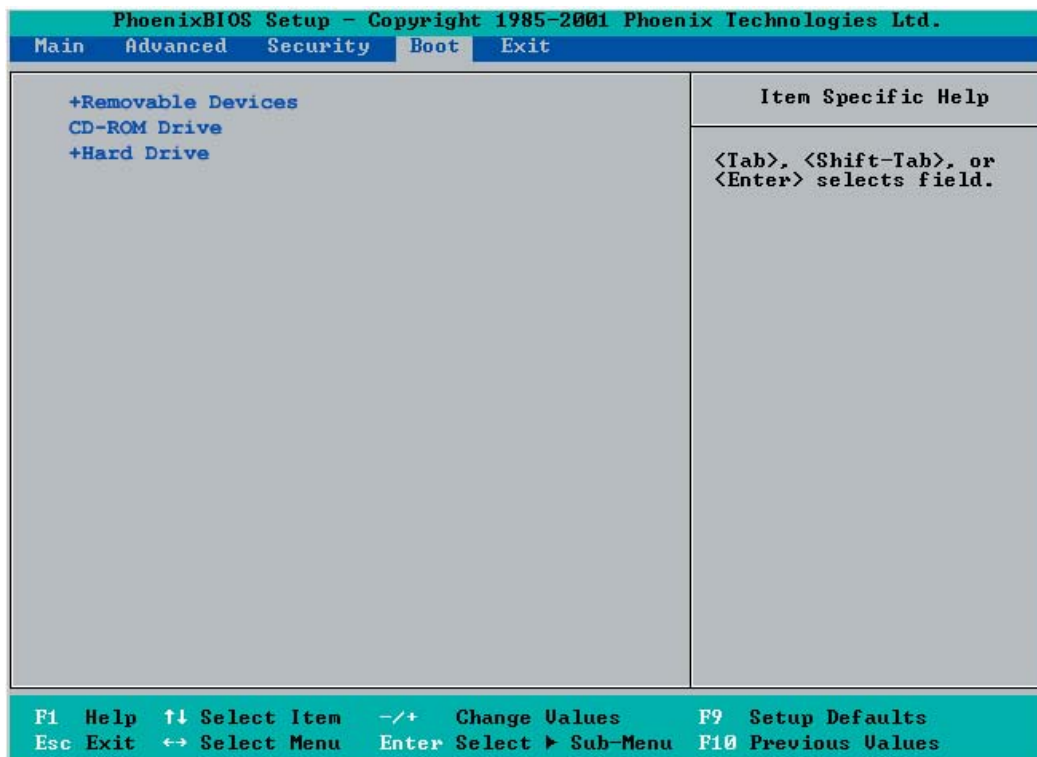 PhoenixBIOS Setup - Copyright 1985-2001 Phoenix Technologies Ltd.
Main Advanced Security Boot Exit
+Removable Devices
CD-ROM Drive
+Hard Drive
Item Specific Help
<Tab>, <Shift-Tab>, or
<Enter> selects field.
F1 Help ↑↓ Select Item -/+ Change Values F9 Setup Defaults
Esc Exit ↔ Select Menu Enter Select ▶ Sub-Menu F10 Previous Values